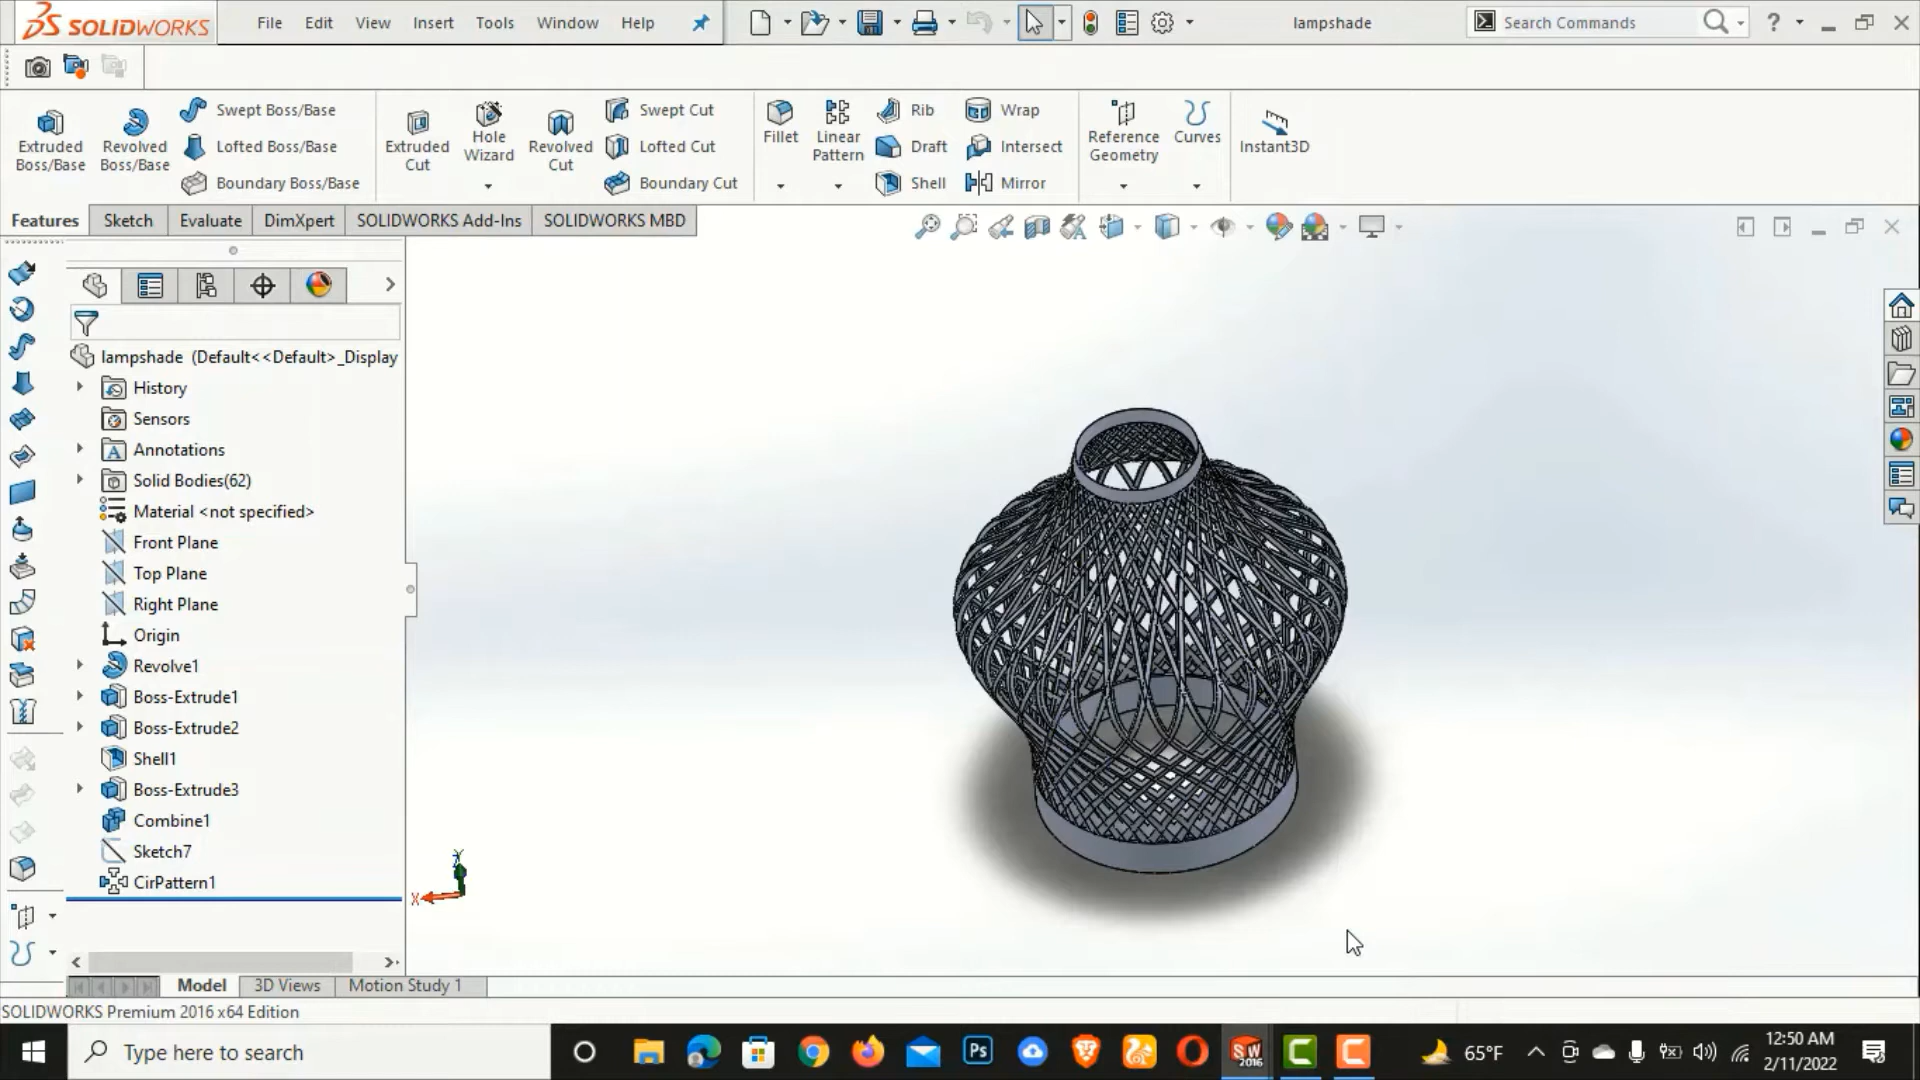 SOLIDWORKS File Edit View Insert Tools Window Help lampshade Search Commands ?
Extruded Boss/Base
Revolved Boss/Base
Swept Boss/Base
Lofted Boss/Base
Boundary Boss/Base
Extruded Cut
Hole Wizard
Revolved Cut
Swept Cut
Lofted Cut
Boundary Cut
Fillet
Linear Pattern
Rib
Draft
Shell
Wrap
Intersect
Mirror
Reference Geometry
Curves
Instant3D
Features Sketch Evaluate DimXpert SOLIDWORKS Add-Ins SOLIDWORKS MBD
lampshade (Default<<Default>_Display
History
Sensors
Annotations
Solid Bodies(62)
Material <not specified>
Front Plane
Top Plane
Right Plane
Origin
Revolve1
Boss-Extrude1
Boss-Extrude2
Shell1
Boss-Extrude3
Combine1
Sketch7
CirPattern1
Y
X
Model 3D Views Motion Study 1
SOLIDWORKS Premium 2016 x64 Edition
Type here to search
Ps
SW
2016
65°F
12:50 AM
2/11/2022